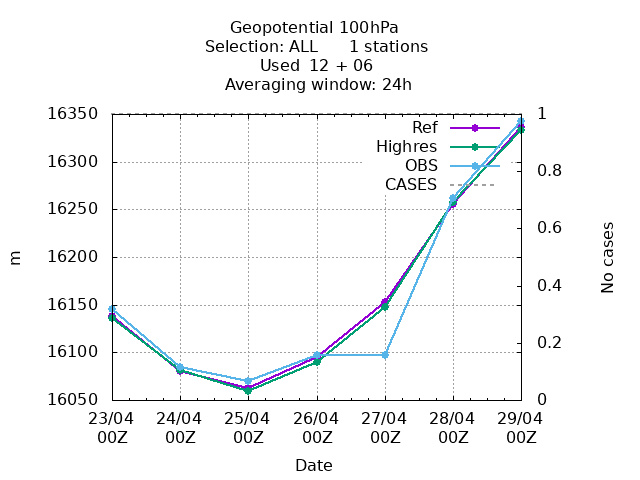 Geopotential 100hPa
Selection: ALL      1 stations
Used  12 + 06
Averaging window: 24h
16350
16300
16250
16200
16150
16100
16050
m
1
0.8
0.6
0.4
0.2
0
No cases
Ref
Highres
OBS
CASES
23/04 24/04 25/04 26/04 27/04 28/04 29/04
00Z 00Z 00Z 00Z 00Z 00Z 00Z
Date